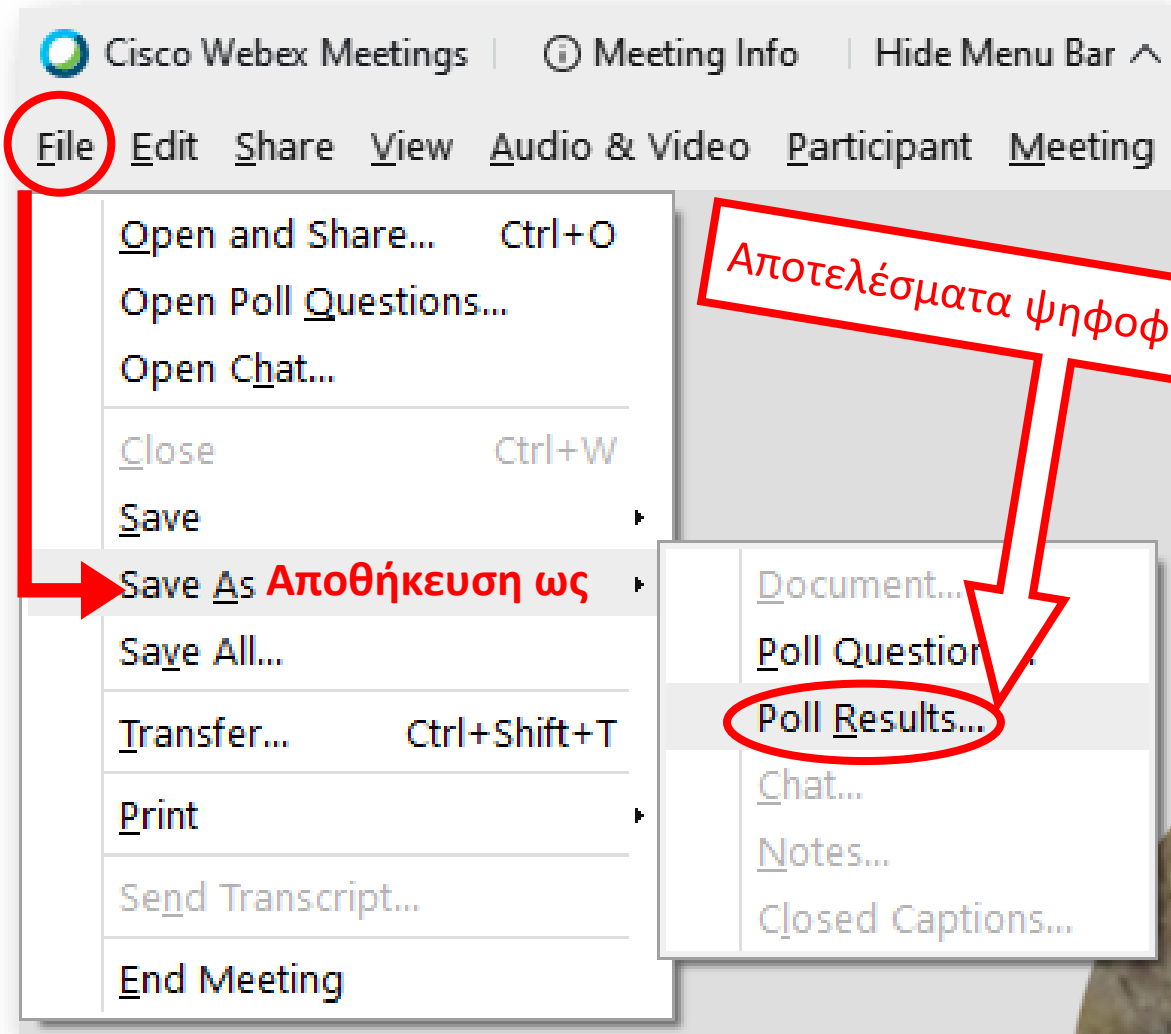 Cisco Webex Meetings Meeting Info Hide Menu Bar
File Edit Share View Audio & Video Participant Meeting
Open and Share... Ctrl+O
Open Poll Questions...
Open Chat...
Close Ctrl+W
Save
Save As Αποθήκευση ως
Save All...
Transfer... Ctrl+Shift+T
Print
Send Transcript...
End Meeting
Αποτελέσματα ψηφοφ
Document...
Poll Question
Poll Results...
Chat...
Notes...
Closed Captions...